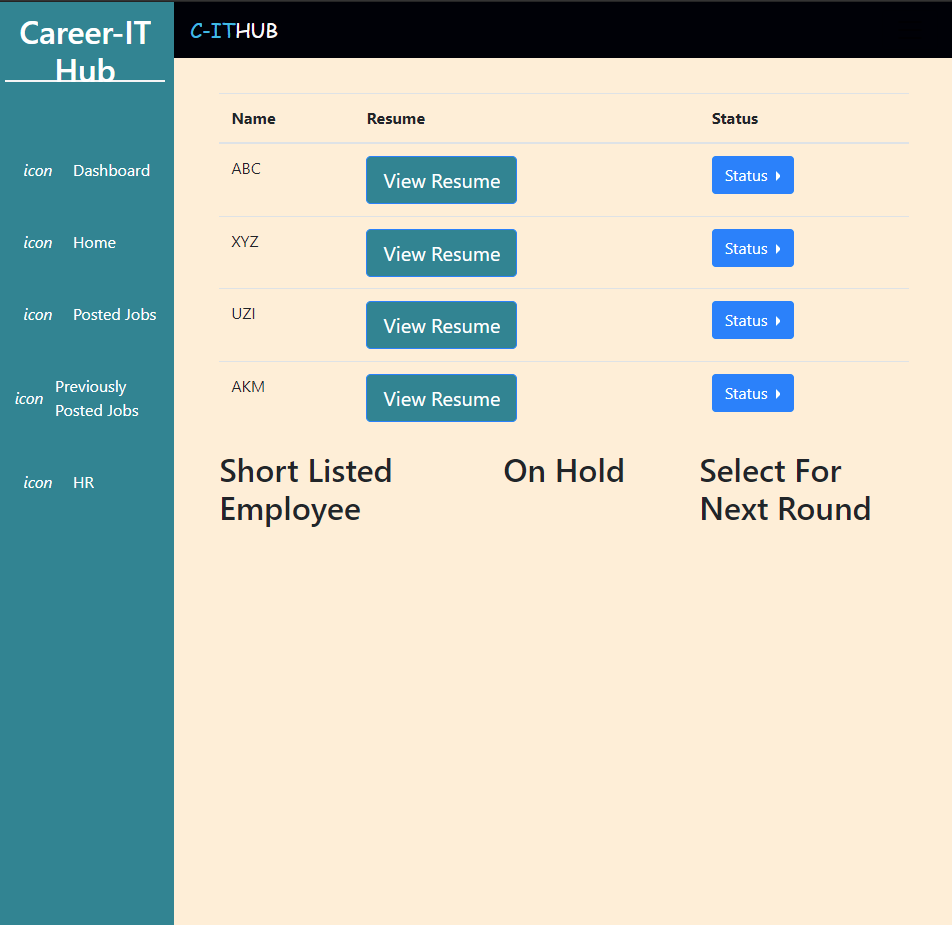 Career-IT
Hub
C-ITHUB
icon Dashboard
icon Home
icon Posted Jobs
icon Previously
Posted Jobs
icon HR
Name Resume Status
ABC View Resume Status
XYZ View Resume Status
UZI View Resume Status
AKM View Resume Status
Short Listed
Employee
On Hold
Select For
Next Round